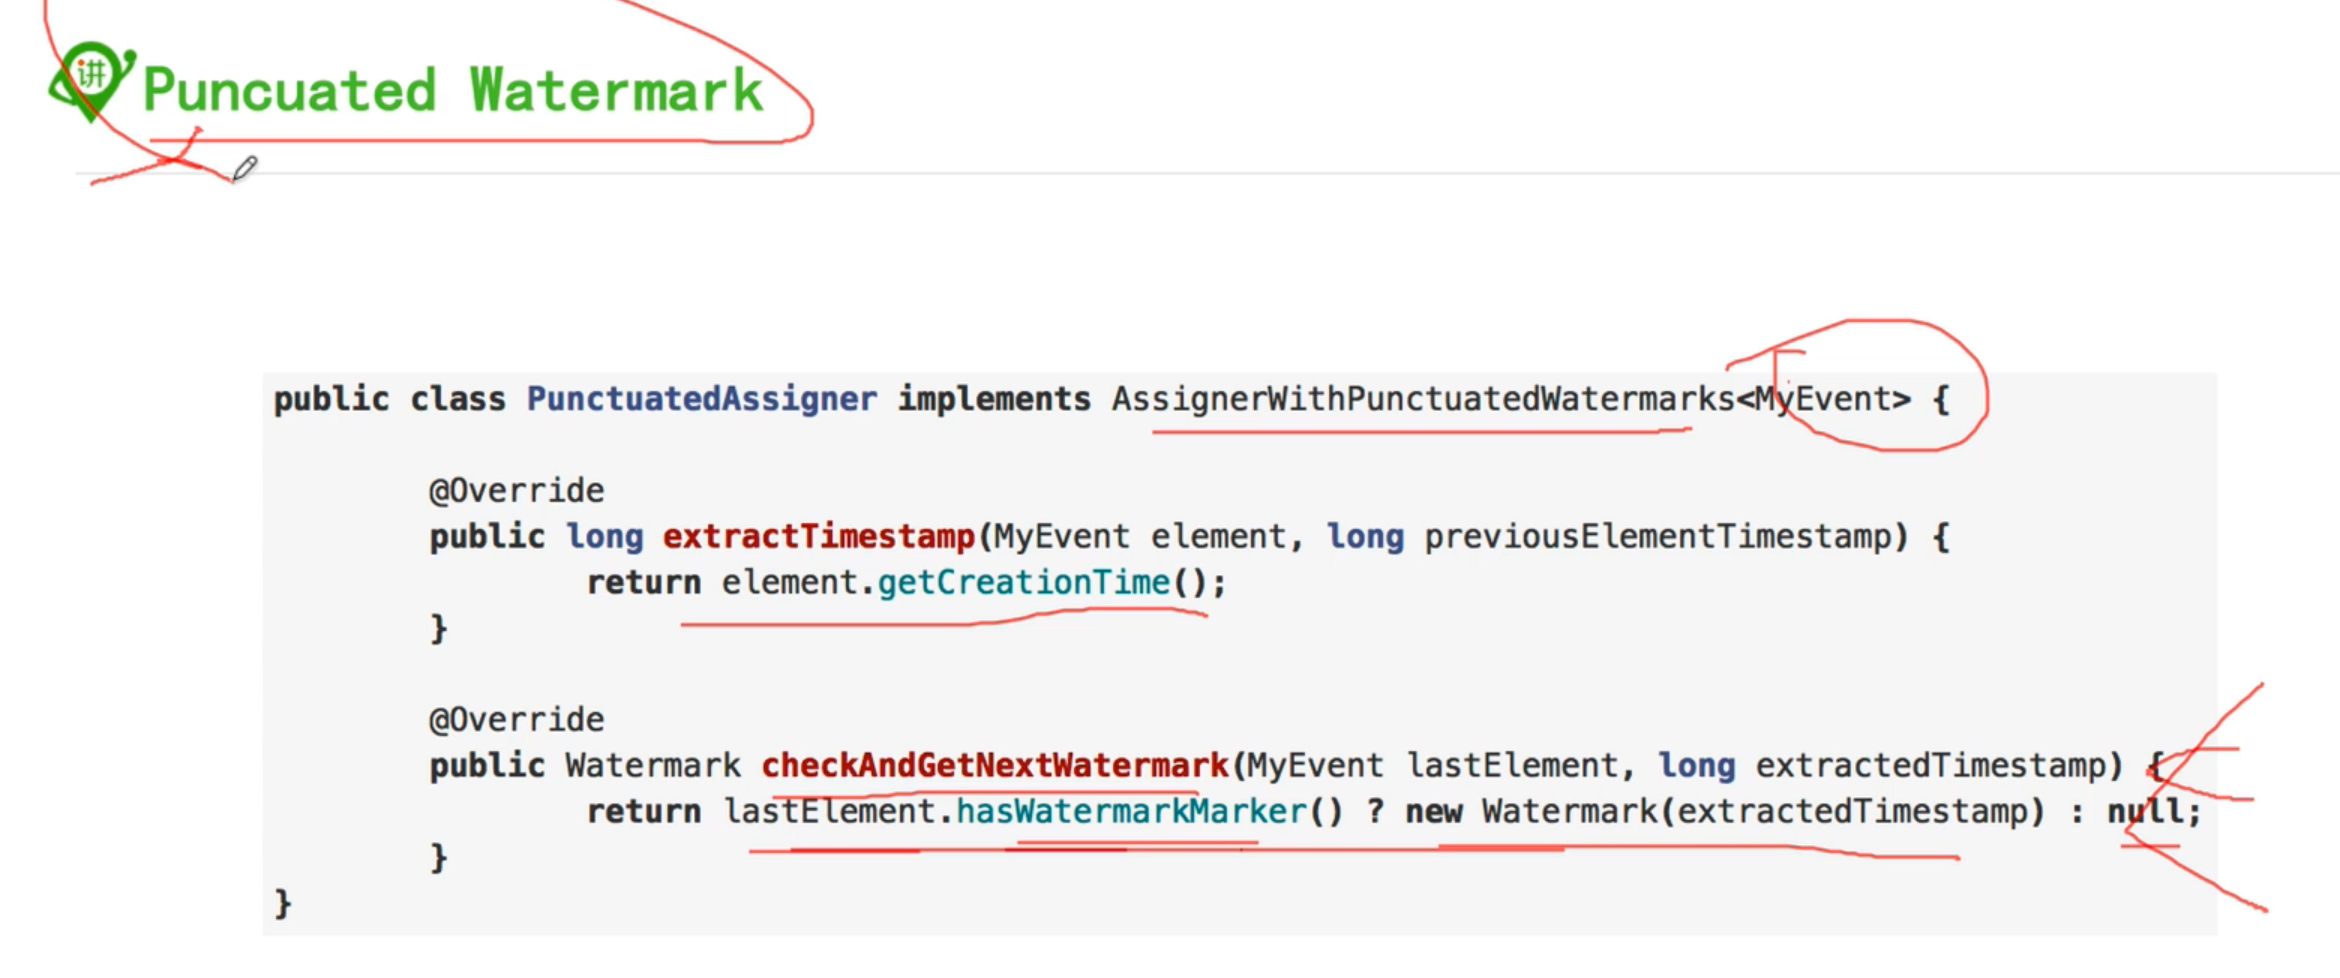 讲
Puncuated Watermark
public class PunctuatedAssigner implements AssignerWithPunctuatedWatermarks<MyEvent> {
@Override
public long extractTimestamp(MyEvent element, long previousElementTimestamp) {
return element.getCreationTime();
}
@Override
public Watermark checkAndGetNextWatermark(MyEvent lastElement, long extractedTimestamp) {
return lastElement.hasWatermarkMarker() ? new Watermark(extractedTimestamp) : null;
}
}